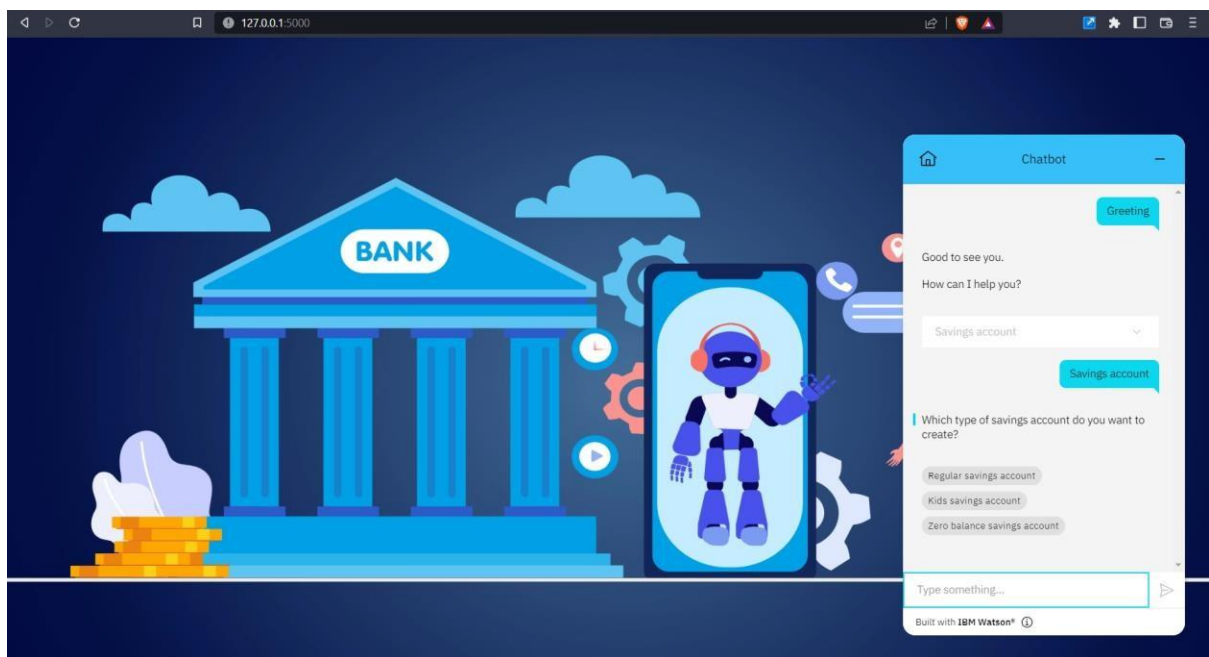 127.0.0.1:5000
BANK
Chatbot
Greeting
Good to see you.
How can I help you?
Savings account
Savings account
Which type of savings account do you want to
create?
Regular savings account
Kids savings account
Zero balance savings account
Type something...
Built with IBM Watson®